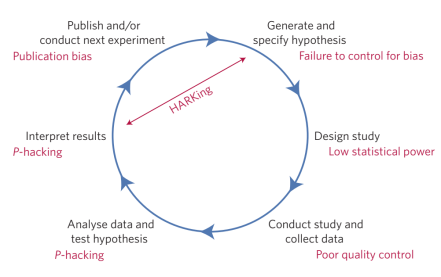 Publish and/or
conduct next experiment
Publication bias
Generate and
specify hypothesis
Failure to control for bias
HARKing
Interpret results
P-hacking
Design study
Low statistical power
Analyse data and
test hypothesis
P-hacking
Conduct study and
collect data
Poor quality control